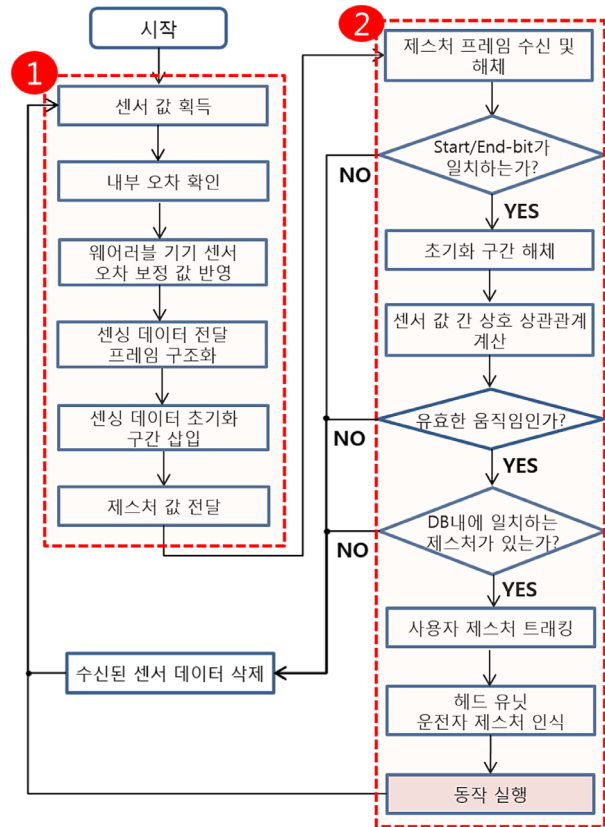 시작
1
센서 값 획득
내부 오차 확인
웨어러블 기기 센서
오차 보정 값 반영
센싱 데이터 전달
프레임 구조화
센싱 데이터 초기화
구간 삽입
제스처 값 전달
수신된 센서 데이터 삭제
2
제스처 프레임 수신 및
해체
Start/End-bit가
일치하는가?
NO
YES
초기화 구간 해체
센서 값 간 상호 상관관계
계산
유효한 움직임인가?
NO
YES
DB내에 일치하는
제스처가 있는가?
NO
YES
사용자 제스처 트래킹
헤드 유닛
운전자 제스처 인식
동작 실행